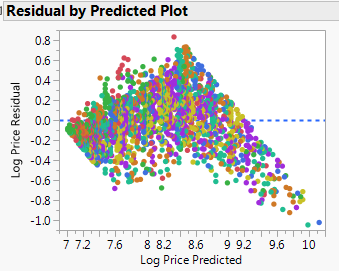 Residual by Predicted Plot
0.8
0.6
0.4
0.2
0.0
-0.2
-0.4
-0.6
-0.8
-1.0
Log Price Residual
7 7.2 7.6 8 8.2 8.6 9 9.2 9.6 10
Log Price Predicted